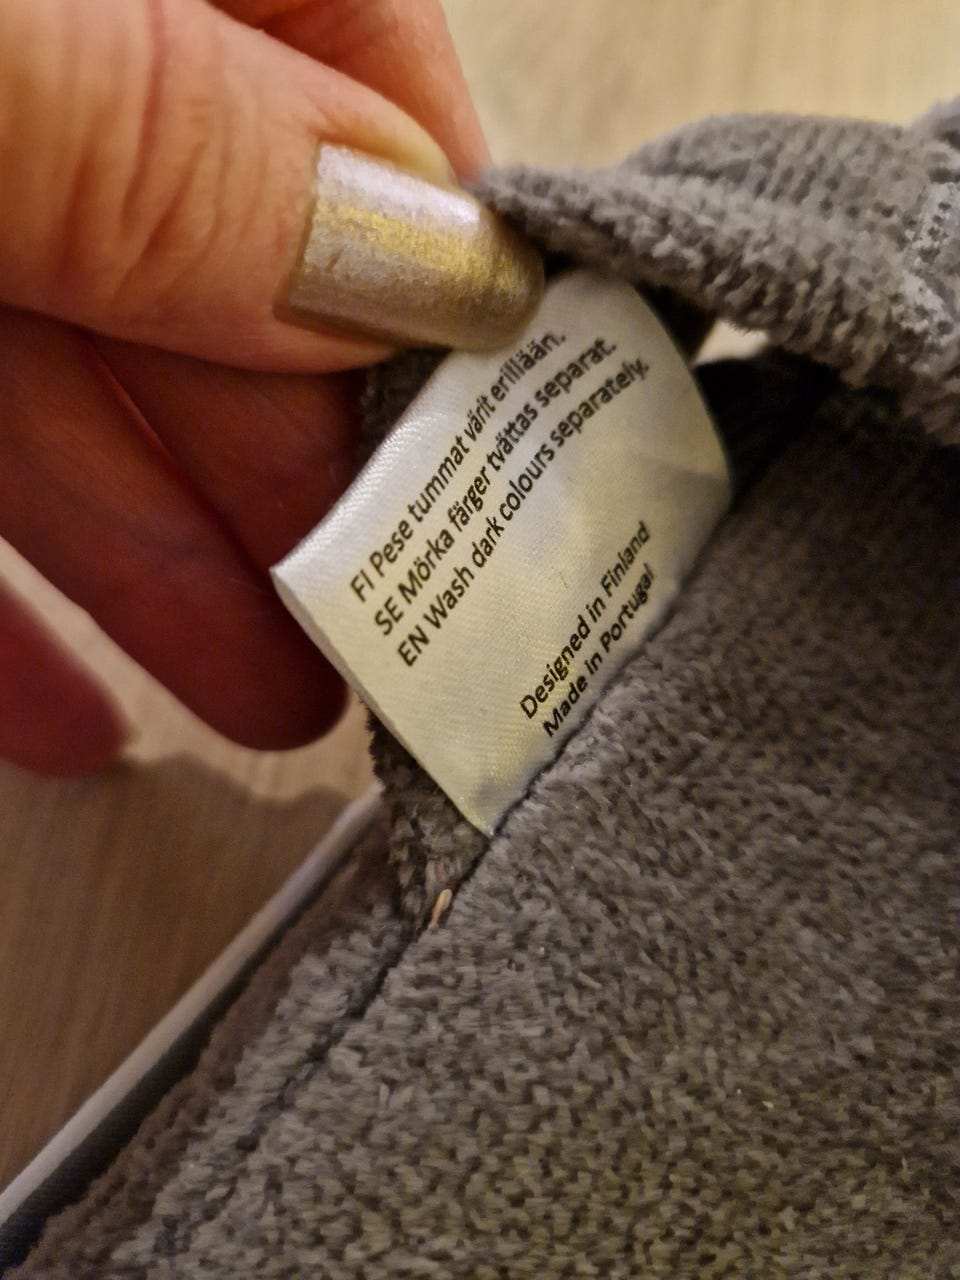 FI Pese tummat värit erillään.
SE Mörka färger tvättas separat.
EN Wash dark colours separately.
Designed in Finland
Made in Portugal